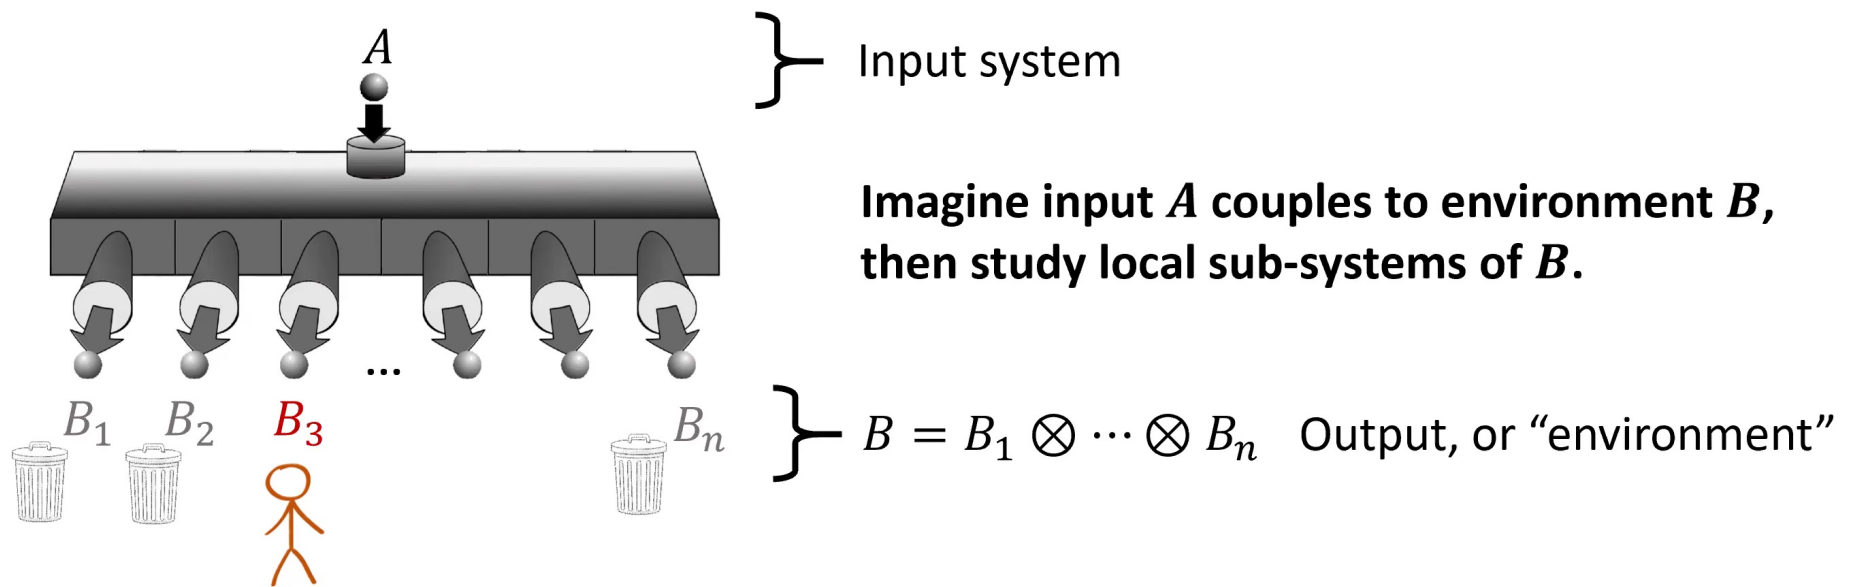 A
Input system
Imagine input A couples to environment B,
then study local sub-systems of B.
...
B₁ B₂ B₃ Bₙ
B = B₁ ⊗ ⋯ ⊗ Bₙ Output, or “environment”